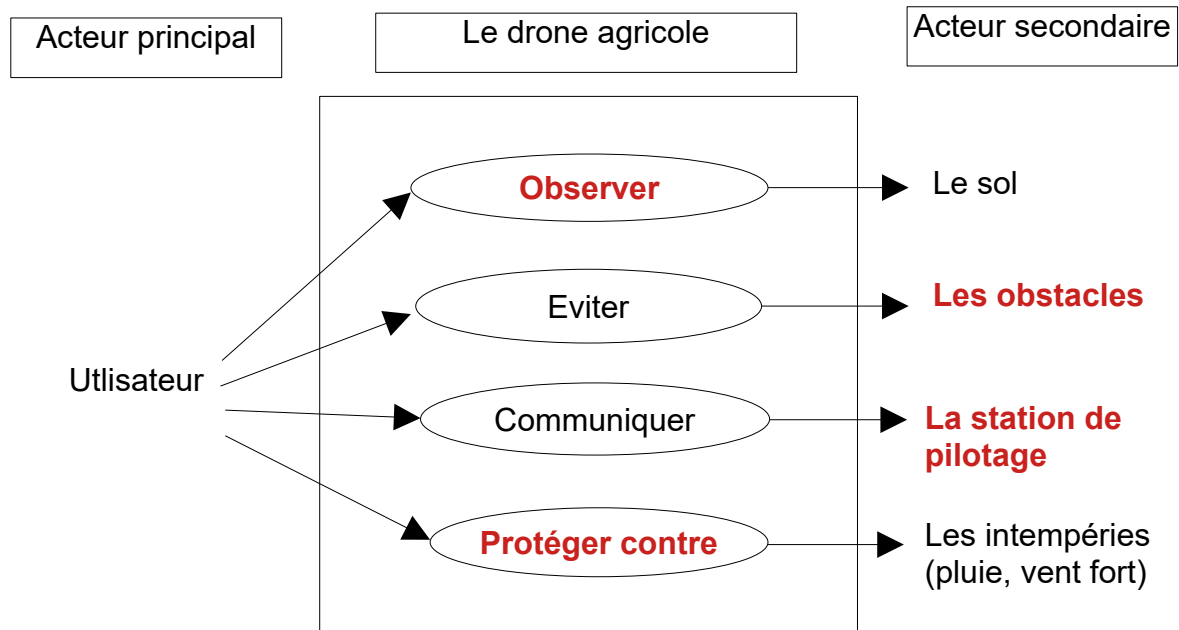 Acteur principal
Le drone agricole
Acteur secondaire
Observer
Le sol
Eviter
Les obstacles
Utlisateur
Communiquer
La station de
pilotage
Protéger contre
Les intempéries
(pluie, vent fort)